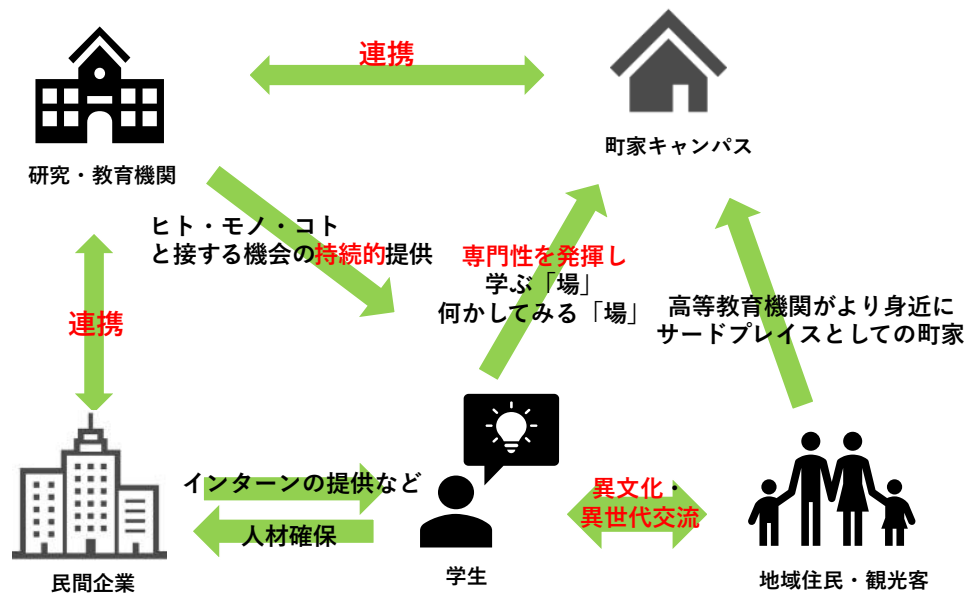 連携
町家キャンパス
研究・教育機関
ヒト・モノ・コト
と接する機会の持続的提供
専門性を発揮し
学ぶ「場」
何かしてみる「場」
高等教育機関がより身近に
サードプレイスとしての町家
連携
インターンの提供など
人材確保
異文化・
異世代交流
民間企業
学生
地域住民・観光客